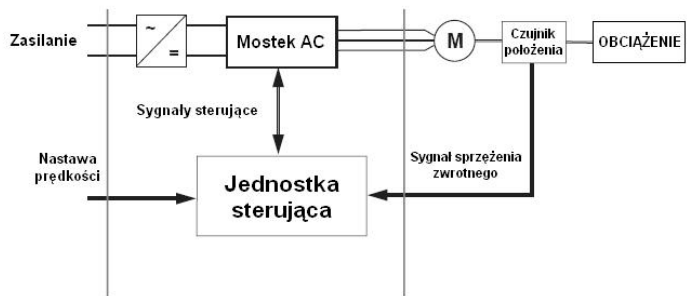 Zasilanie
~
=
Mostek AC
M
Czujnik
położenia
OBCIĄŻENIE
Sygnały sterujące
Nastawa
prędkości
Jednostka
sterująca
Sygnał sprzężenia
zwrotnego